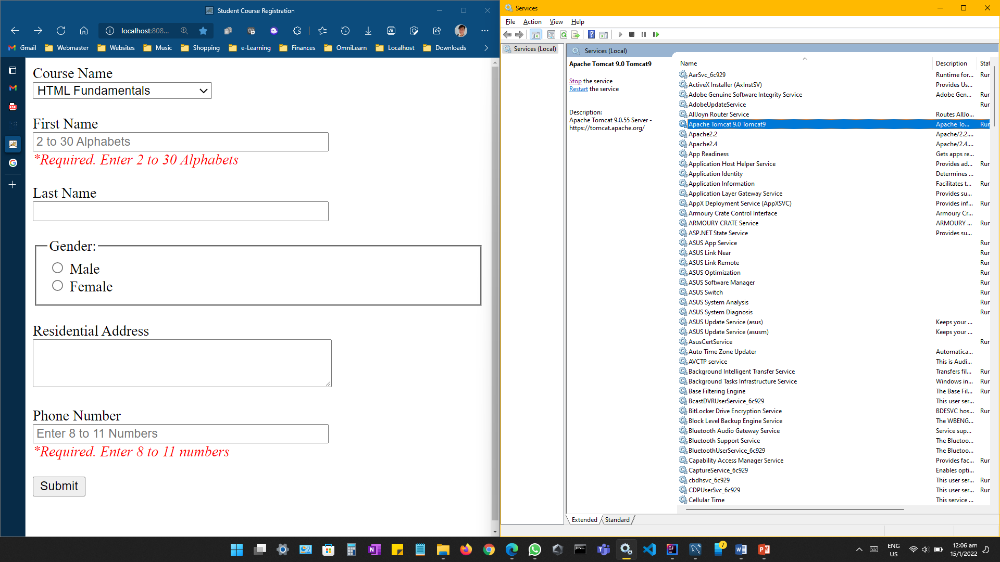 Student Course Registration
localhost:808...
Gmail
Webmaster
Websites
Music
Shopping
e-Learning
Finances
OmniLearn
Localhost
Downloads
Course Name
HTML Fundamentals
First Name
2 to 30 Alphabets
*Required. Enter 2 to 30 Alphabets
Last Name
Gender:
Male
Female
Residential Address
Phone Number
Enter 8 to 11 Numbers
*Required. Enter 8 to 11 numbers
Submit
Services
File Action View Help
Services (Local)
Services (Local)
Apache Tomcat 9.0 Tomcat9
Stop the service
Restart the service
Description:
Apache Tomcat 9.0.55 Server -
https://tomcat.apache.org/
Name Description Stat
AarSvc_6c929 Runtime for... Rur
ActiveX Installer (AxInstSV) Provides Us...
Adobe Genuine Software Integrity Service Adobe Gen... Rur
AdobeUpdateService Rur
AllJoyn Router Service Routes AllJo...
Apache Tomcat 9.0 Tomcat9 Apache To... Rur
Apache2.2 Apache/2.2....
Apache2.4 Apache/2.4....
App Readiness Gets apps re...
Application Host Helper Service Provides ad... Rur
Application Identity Determines ...
Application Information Facilitates t... Rur
Application Layer Gateway Service Provides su...
AppX Deployment Service (AppXSVC) Provides inf... Rur
Armoury Crate Control Interface Armoury Cr...
ARMOURY CRATE Service ARMOURY ... Rur
ASP.NET State Service Provides su...
ASUS App Service Rur
ASUS Link Near Rur
ASUS Link Remote Rur
ASUS Optimization Rur
ASUS Software Manager Rur
ASUS Switch Rur
ASUS System Analysis Rur
ASUS System Diagnosis Rur
ASUS Update Service (asus) Keeps your ...
ASUS Update Service (asusm) Keeps your ...
AsusCertService Rur
Auto Time Zone Updater Automatica...
AVCTP service This is Audi...
Background Intelligent Transfer Service Transfers fil... Rur
Background Tasks Infrastructure Service Windows in... Rur
Base Filtering Engine The Base Fil... Rur
BcastDVRUserService_6c929 This user ser...
BitLocker Drive Encryption Service BDESVC hos... Rur
Block Level Backup Engine Service The WBENG...
Bluetooth Audio Gateway Service Service sup...
Bluetooth Support Service The Bluetoo...
BluetoothUserService_6c929 The Bluetoo...
Capability Access Manager Service Provides fac... Rur
CaptureService_6c929 Enables opti...
cbdhsvc_6c929 This user ser... Rur
CDPUserSvc_6c929 This user ser... Rur
Cellular Time This service ...
Extended Standard
7
ENG
US
12:06 am
15/1/2022